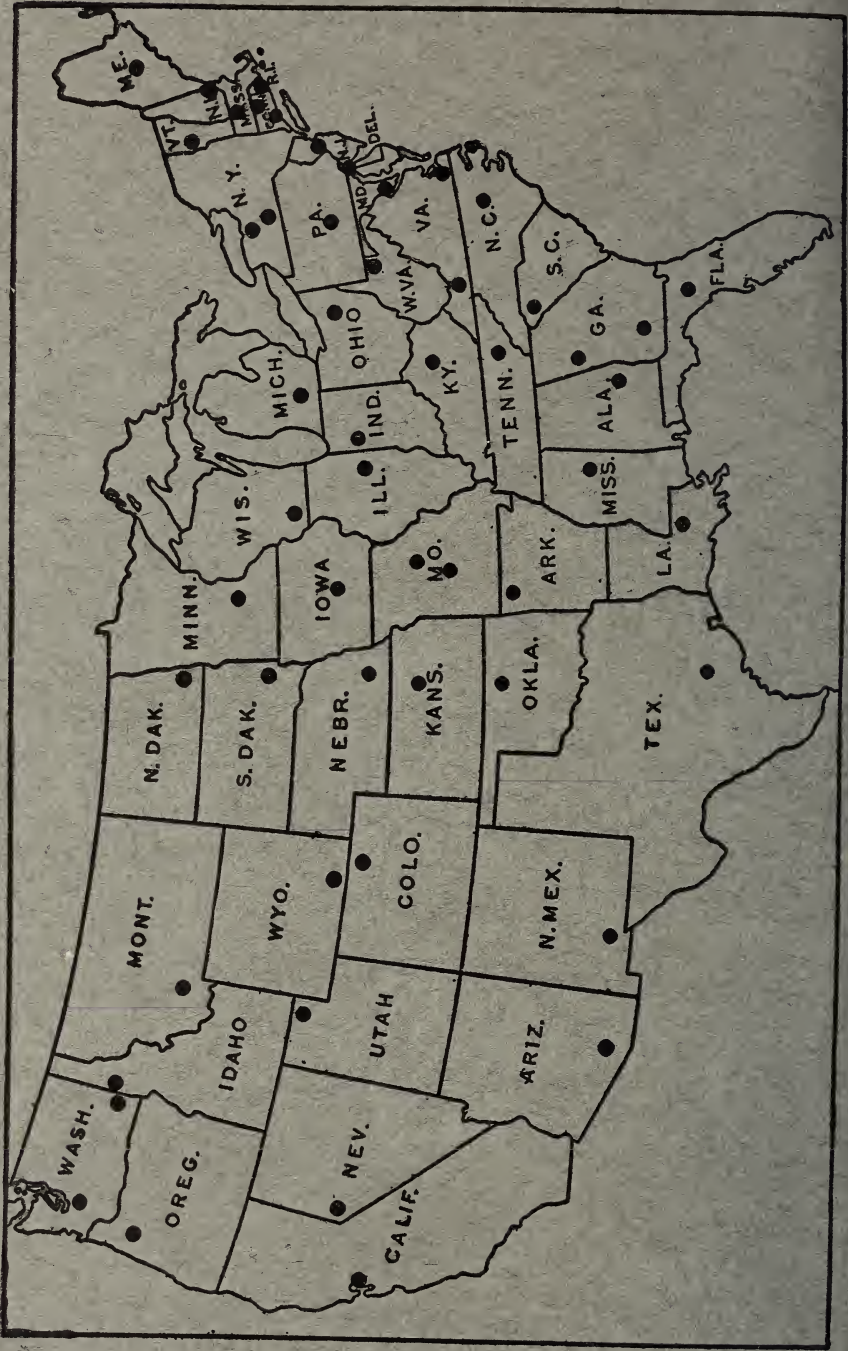 WASH.
OREG.
CALIF.
NEV.
IDAHO
MONT.
WYO.
UTAH
ARIZ.
COLO.
N.MEX.
N.DAK.
S.DAK.
NEBR.
KANS.
OKLA.
TEX.
MINN.
IOWA
MO.
ARK.
LA.
WIS.
ILL.
MICH.
IND.
OHIO
KY.
TENN.
MISS.
ALA.
GA.
FLA.
S.C.
N.C.
VA.
W.VA.
MD.
DEL.
N.J.
PA.
N.Y.
VT.
MASS.
R.I.
ME.